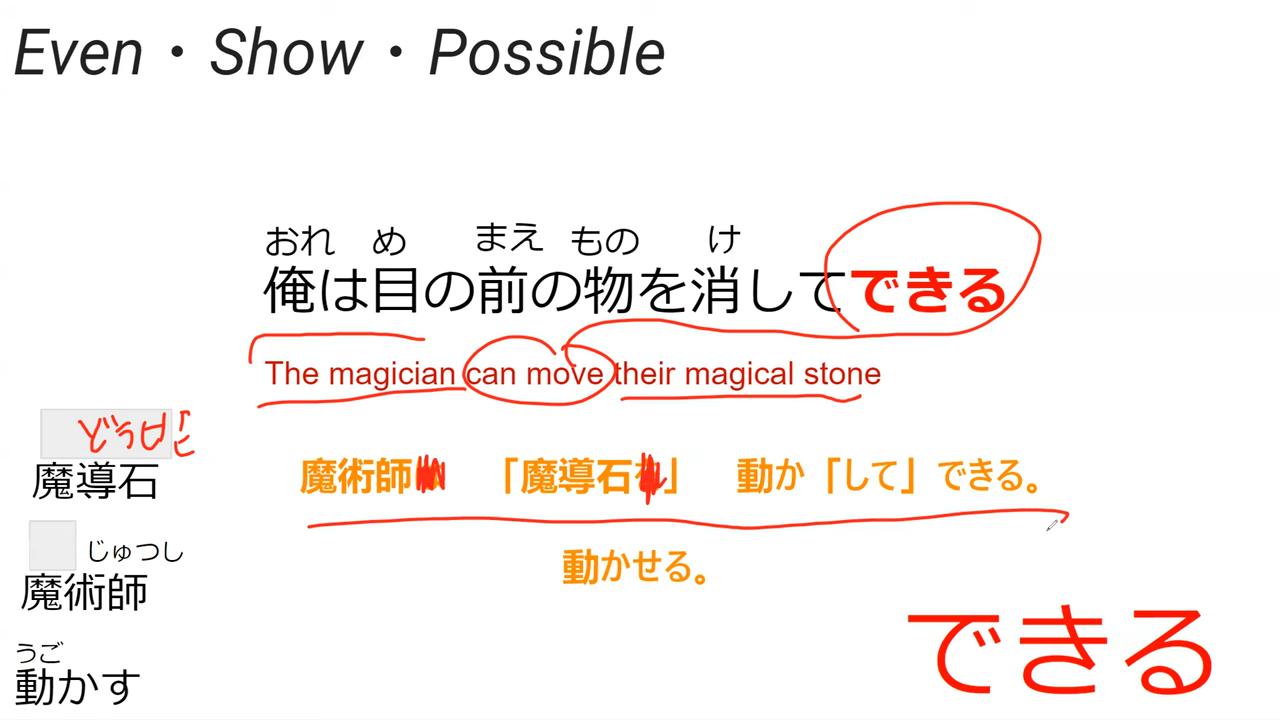 Even・Show・Possible
おれ め まえ もの け
俺は目の前の物を消してできる
The magician can move their magical stone
どうせき
魔導石
魔術師 「魔導石 」 動か「して」できる。
じゅつし
魔術師
動かせる。
うご
動かす
できる